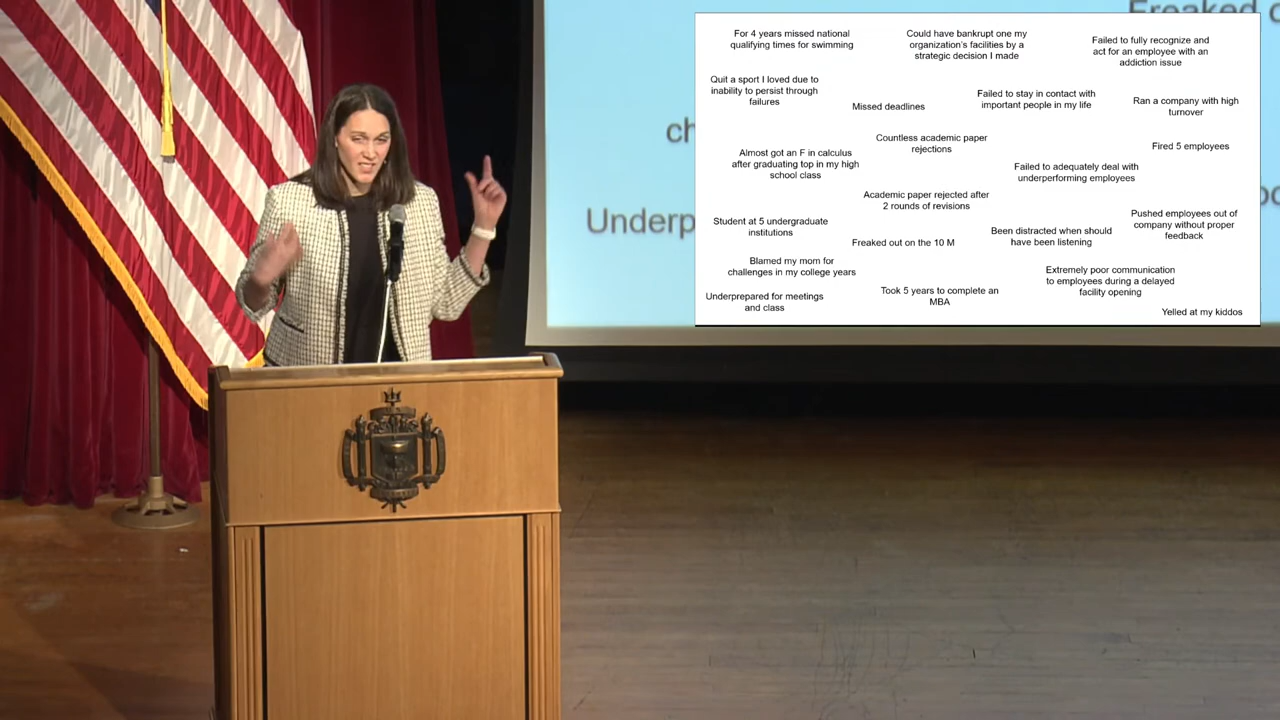 Freaked
ch
Underp
For 4 years missed national
qualifying times for swimming
Could have bankrupt one my
organization's facilities by a
strategic decision I made
Failed to fully recognize and
act for an employee with an
addiction issue
Quit a sport I loved due to
inability to persist through
failures
Missed deadlines
Failed to stay in contact with
important people in my life
Ran a company with high
turnover
Countless academic paper
rejections
Fired 5 employees
Almost got an F in calculus
after graduating top in my high
school class
Failed to adequately deal with
underperforming employees
Academic paper rejected after
2 rounds of revisions
Student at 5 undergraduate
institutions
Freaked out on the 10 M
Been distracted when should
have been listening
Pushed employees out of
company without proper
feedback
Blamed my mom for
challenges in my college years
Extremely poor communication
to employees during a delayed
facility opening
Underprepared for meetings
and class
Took 5 years to complete an
MBA
Yelled at my kiddos